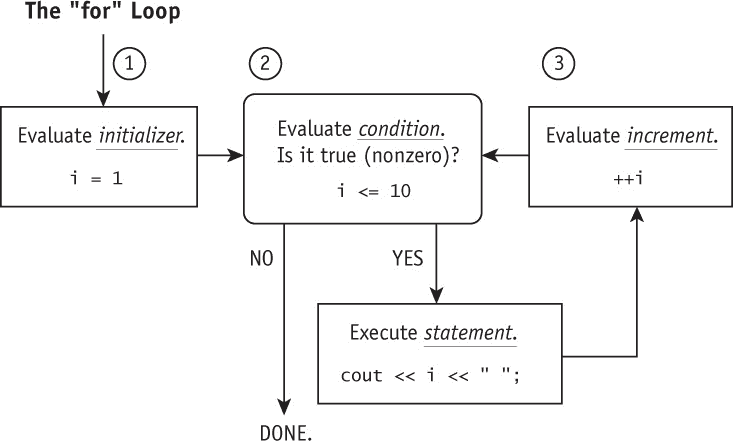 The "for" Loop
1
2
3
Evaluate initializer.
i = 1
Evaluate condition.
Is it true (nonzero)?
i <= 10
Evaluate increment.
++i
NO
YES
Execute statement.
cout << i << " ";
DONE.